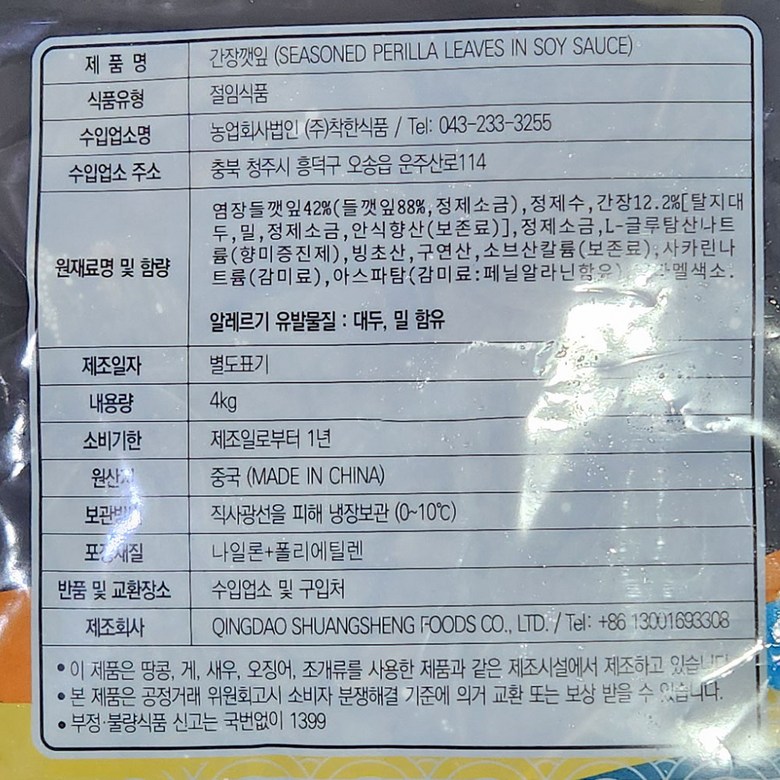 제 품 명 간장깻잎 (SEASONED PERILLA LEAVES IN SOY SAUCE)
식품유형 절임식품
수입업소명 농업회사법인 (주)착한식품 / Tel: 043-233-3255
수입업소 주소 충북 청주시 흥덕구 오송읍 운주산로114
원재료명 및 함량
염장들깻잎42%(들깻잎88%,정제소금),정제수,간장12.2%[탈지대
두,밀,정제소금,안식향산(보존료)],정제소금,L-글루탐산나트
륨(향미증진제),빙초산,구연산,소브산칼륨(보존료),사카린나
트륨(감미료),아스파탐(감미료:페닐알라닌함유)
알레르기 유발물질 : 대두, 밀 함유
제조일자 별도표기
내용량 4kg
소비기한 제조일로부터 1년
중국 (MADE IN CHINA)
직사광선을 피해 냉장보관 (0~10℃)
나일론+폴리에틸렌
반품 및 교환장소 수입업소 및 구입처
제조회사 QINGDAO SHUANGSHENG FOODS CO., LTD. / Tel: +86 13001693308
• 이 제품은 땅콩, 게, 새우, 오징어, 조개류를 사용한 제품과 같은 제조시설에서 제조하고 있습니다.
• 본 제품은 공정거래 위원회고시 소비자 분쟁해결 기준에 의거 교환 또는 보상 받을 수 있습니다.
• 부정·불량식품 신고는 국번없이 1399